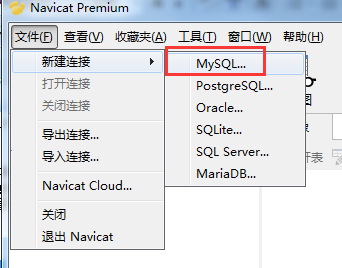 Navicat Premium
文件(F) 查看(V) 收藏夹(A) 工具(T) 窗口(W) 帮助(H)
新建连接
打开连接
关闭连接
导出连接...
导入连接...
Navicat Cloud...
关闭
退出 Navicat
MySQL...
PostgreSQL...
Oracle...
SQLite...
SQL Server...
MariaDB...
图
表